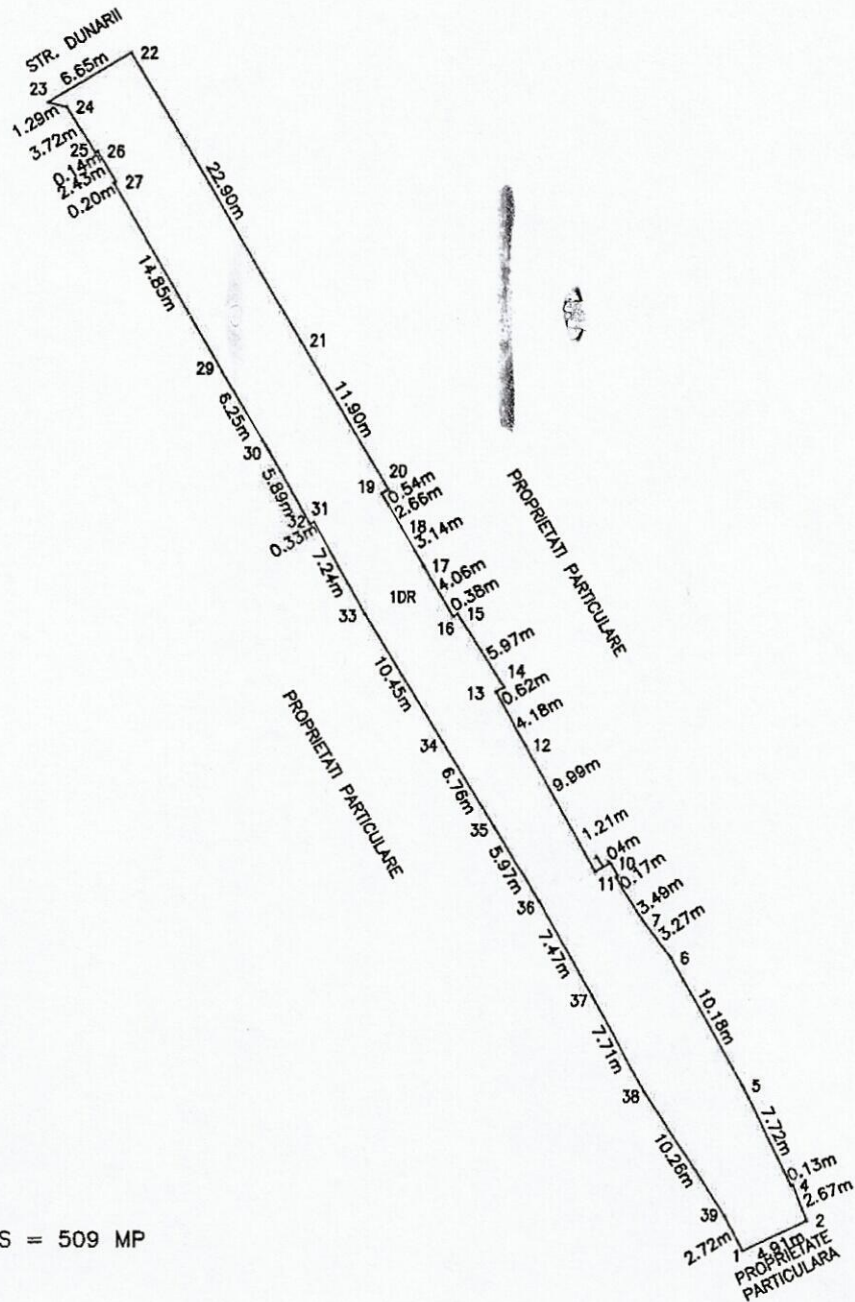 STR. DUNARII
22
6.65m
23
24
1.29m
3.72m
25
26
0.14m
2.43m
27
0.20m
22.90m
14.85m
21
29
11.90m
6.25m
30
20
19
0.54m
2.66m
5.89m
31
32
0.33m
18
3.14m
17
4.06m
7.24m
1DR
0.38m
15
16
33
PROPRIETATI PARTICULARE
5.97m
14
13
0.62m
4.18m
10.45m
12
34
PROPRIETATI PARTICULARE
9.99m
6.76m
35
1.21m
1.04m
10
11
0.17m
5.97m
36
3.49m
7
3.27m
6
7.47m
37
10.18m
7.71m
38
5
7.72m
10.26m
0.13m
4
2.67m
39
2
2.72m
1
4.91m
PROPRIETATE
PARTICULARA
S = 509 MP